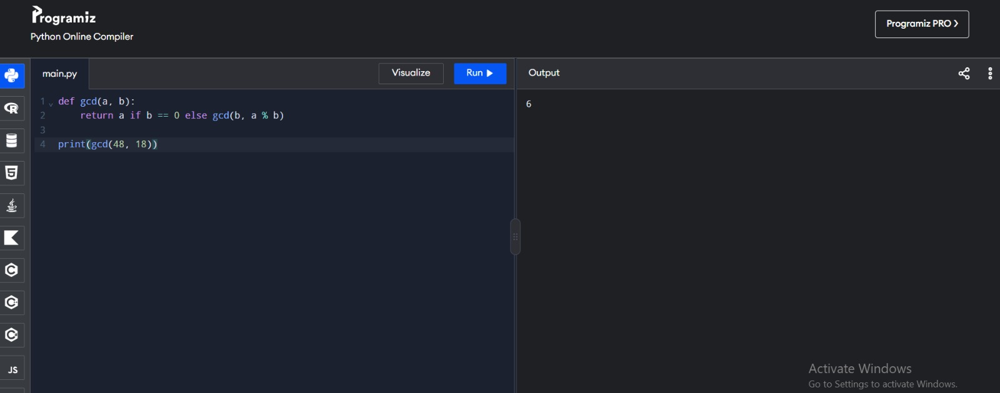 Programiz
Python Online Compiler
Programiz PRO ❯
main.py
Visualize
Run ▶
Output
1 def gcd(a, b):
2     return a if b == 0 else gcd(b, a % b)
3
4 print(gcd(48, 18))
6
R
5
C
C
C
JS
Activate Windows
Go to Settings to activate Windows.